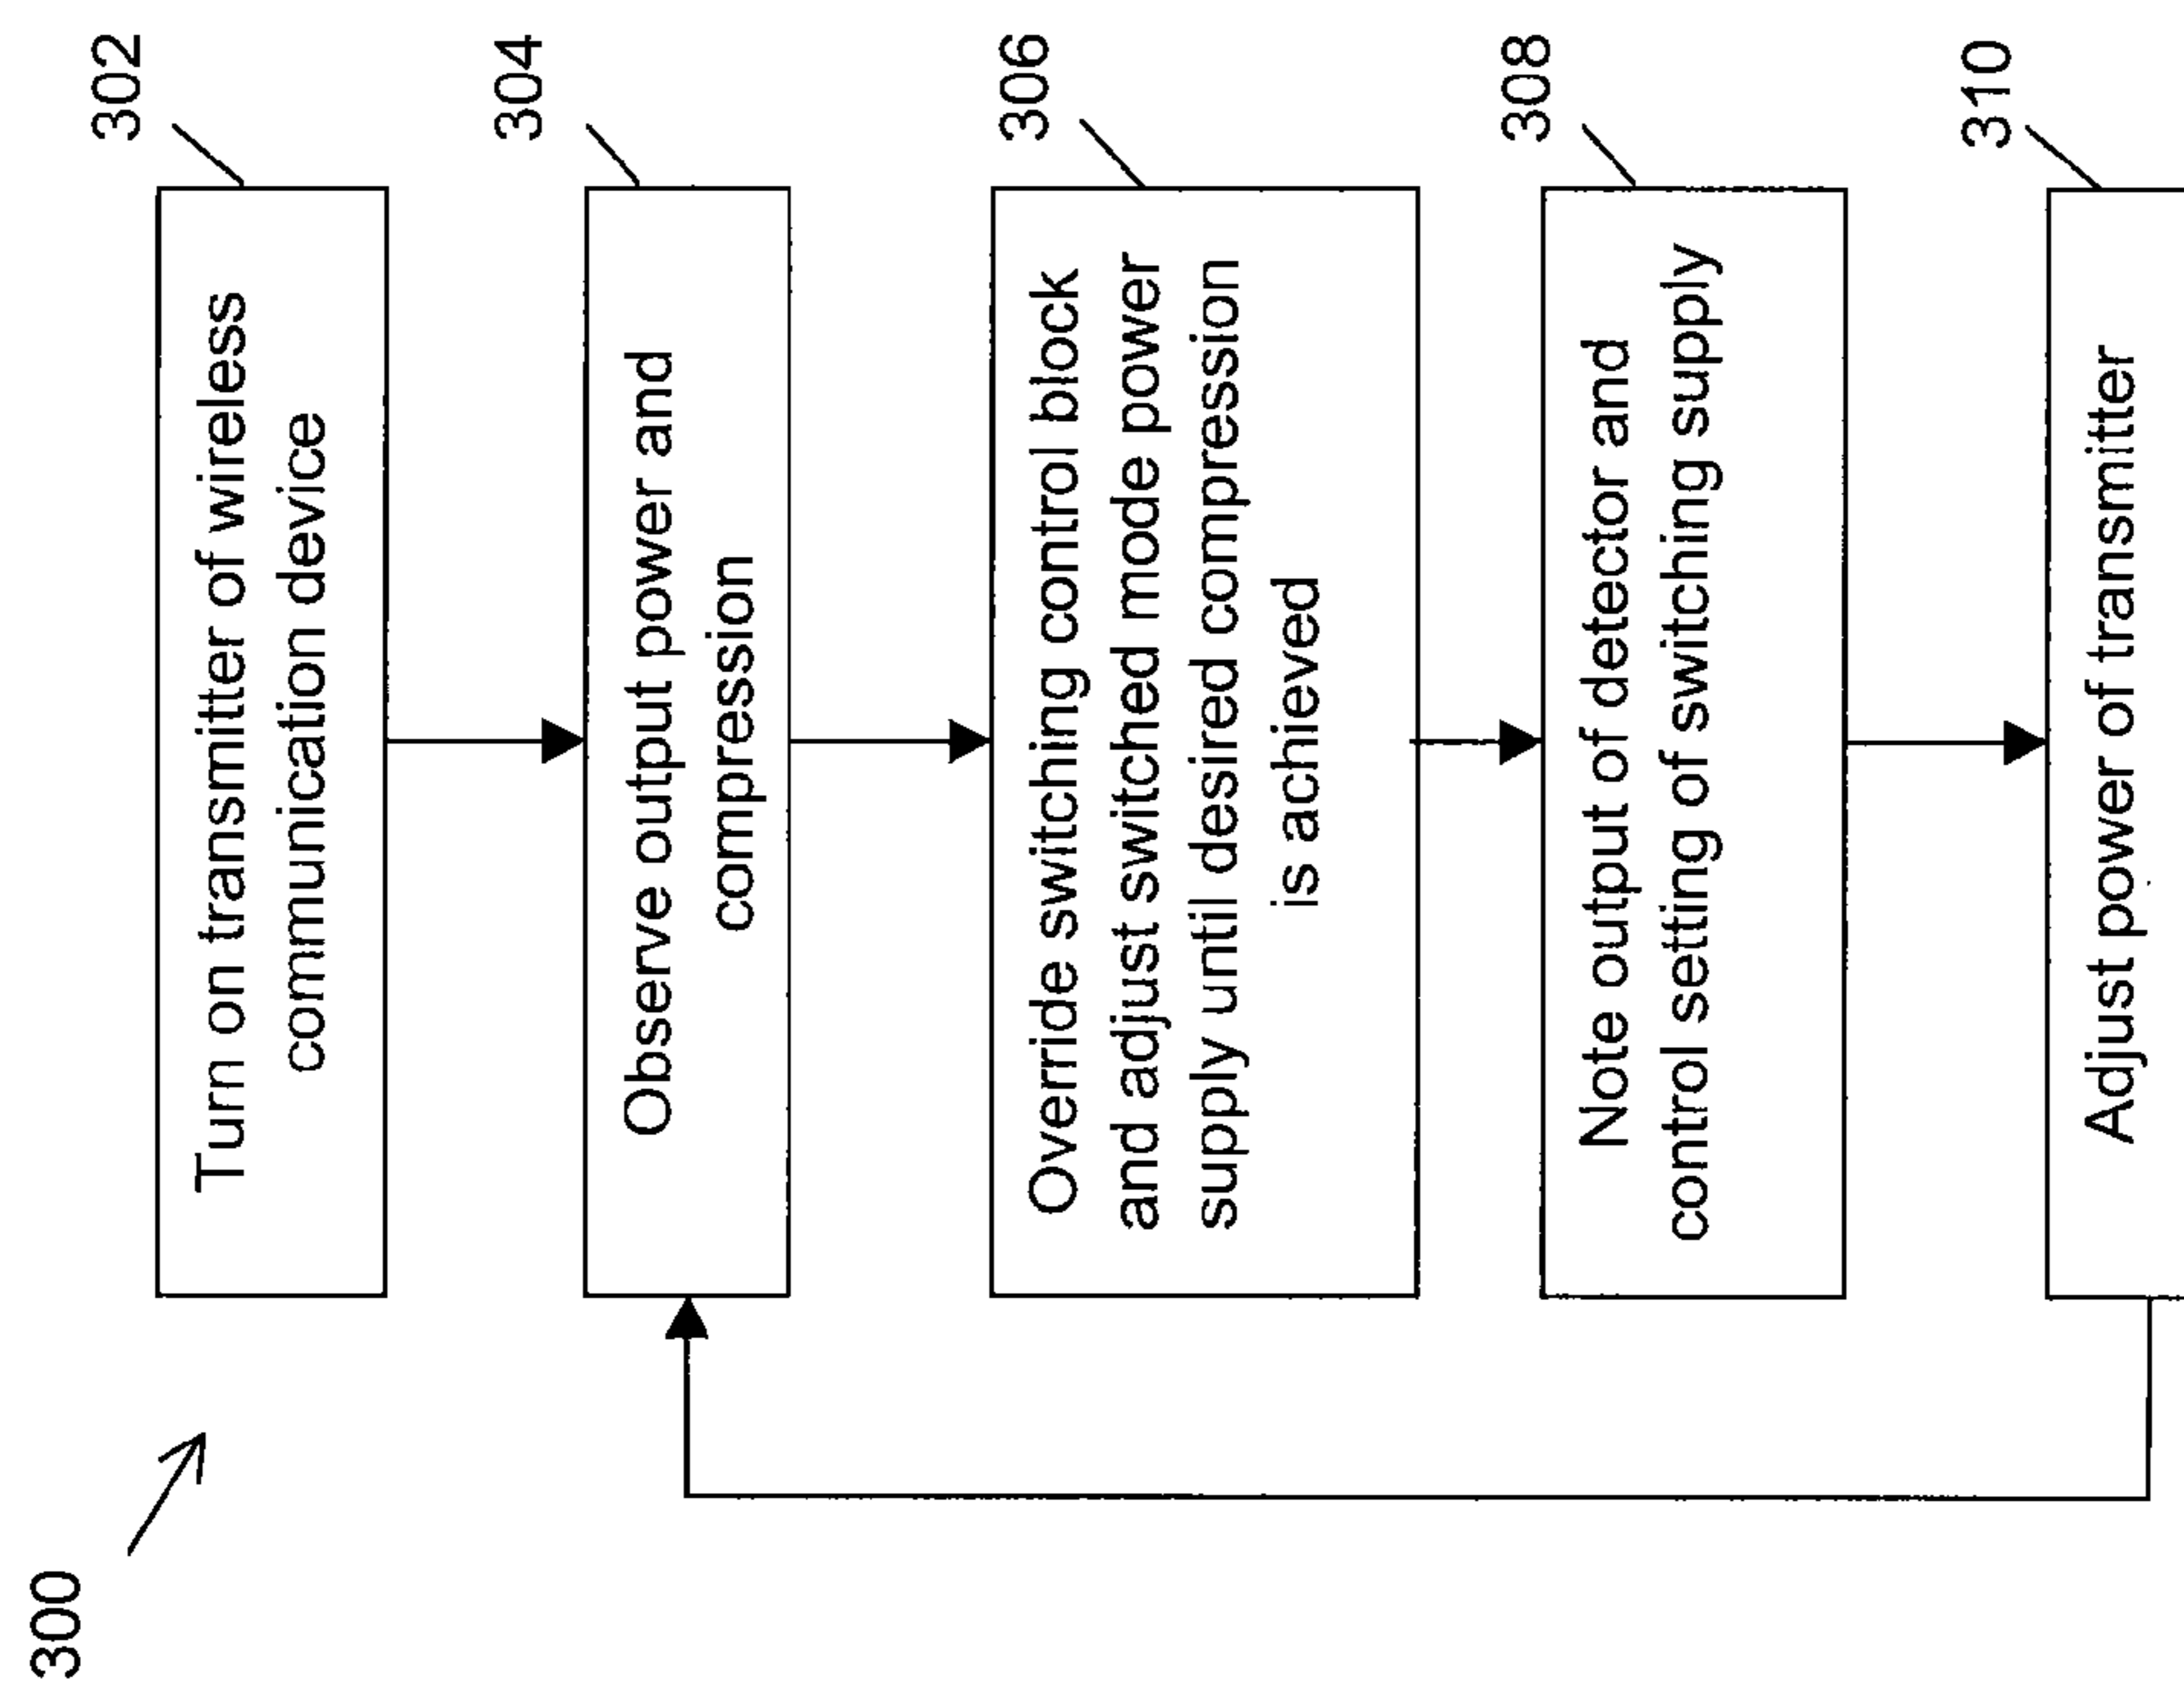 300
302
Turn on transmitter of wireless
communication device
304
Observe output power and
compression
306
Override switching control block
and adjust switched mode power
supply until desired compression
is achieved
308
Note output of detector and
control setting of switching supply
310
Adjust power of transmitter